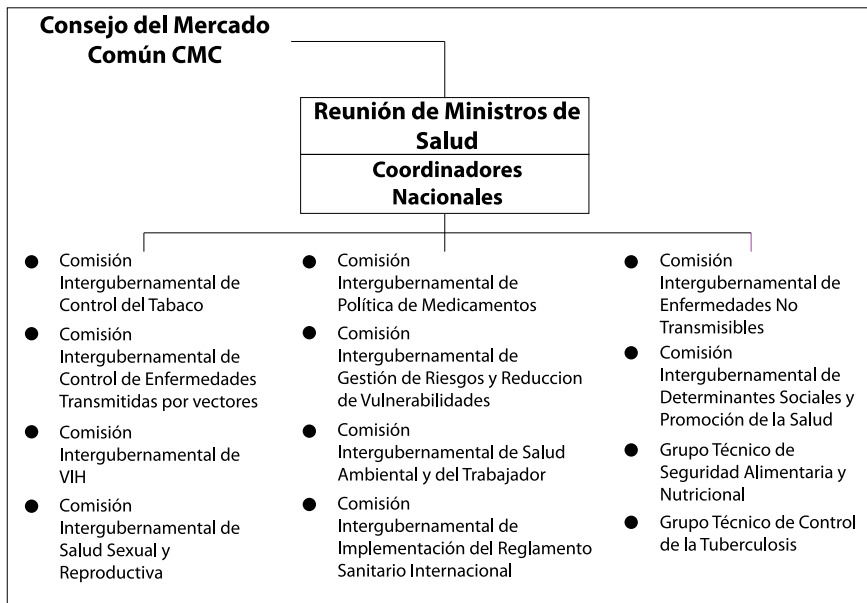 Consejo del Mercado
Común CMC
Reunión de Ministros de
Salud
Coordinadores
Nacionales
● Comisión
Intergubernamental de
Control del Tabaco
● Comisión
Intergubernamental de
Control de Enfermedades
Transmitidas por vectores
● Comisión
Intergubernamental de
VIH
● Comisión
Intergubernamental de
Salud Sexual y
Reproductiva
● Comisión
Intergubernamental de
Política de Medicamentos
● Comisión
Intergubernamental de
Gestión de Riesgos y Reduccion
de Vulnerabilidades
● Comisión
Intergubernamental de Salud
Ambiental y del Trabajador
● Comisión
Intergubernamental de
Implementación del Reglamento
Sanitario Internacional
● Comisión
Intergubernamental de
Enfermedades No
Transmisibles
● Comisión
Intergubernamental de
Determinantes Sociales y
Promoción de la Salud
● Grupo Técnico de
Seguridad Alimentaria y
Nutricional
● Grupo Técnico de Control
de la Tuberculosis